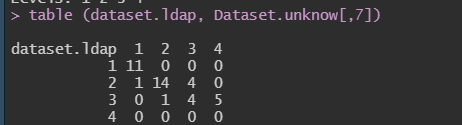 > table (dataset.ldap, Dataset.unknow[,7])
dataset.ldap 1 2 3 4
1 11 0 0 0
2 1 14 4 0
3 0 1 4 5
4 0 0 0 0